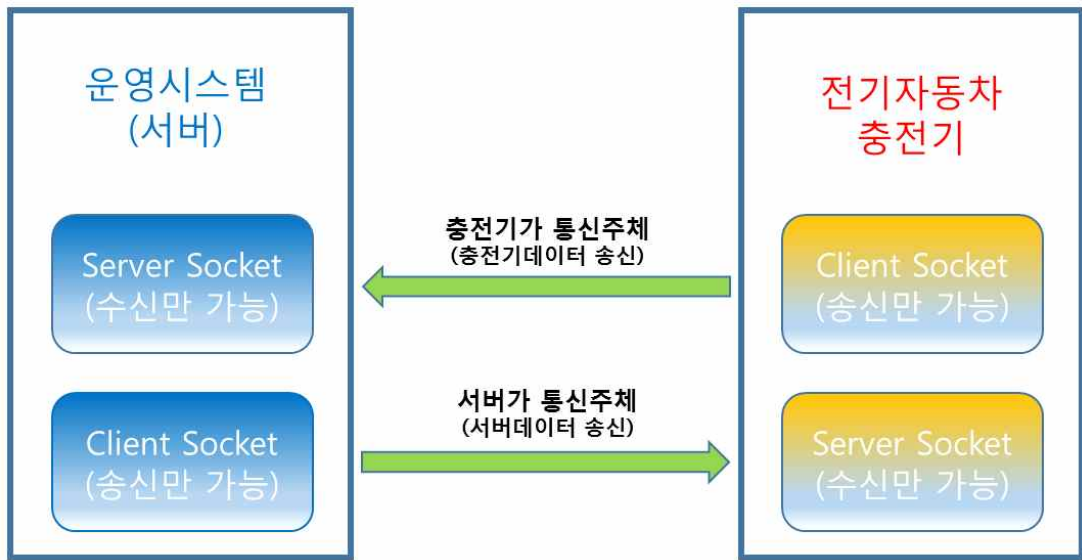 운영시스템
(서버)
전기자동차
충전기
충전기가 통신주체
(충전기데이터 송신)
Server Socket
(수신만 가능)
Client Socket
(송신만 가능)
서버가 통신주체
(서버데이터 송신)
Client Socket
(송신만 가능)
Server Socket
(수신만 가능)